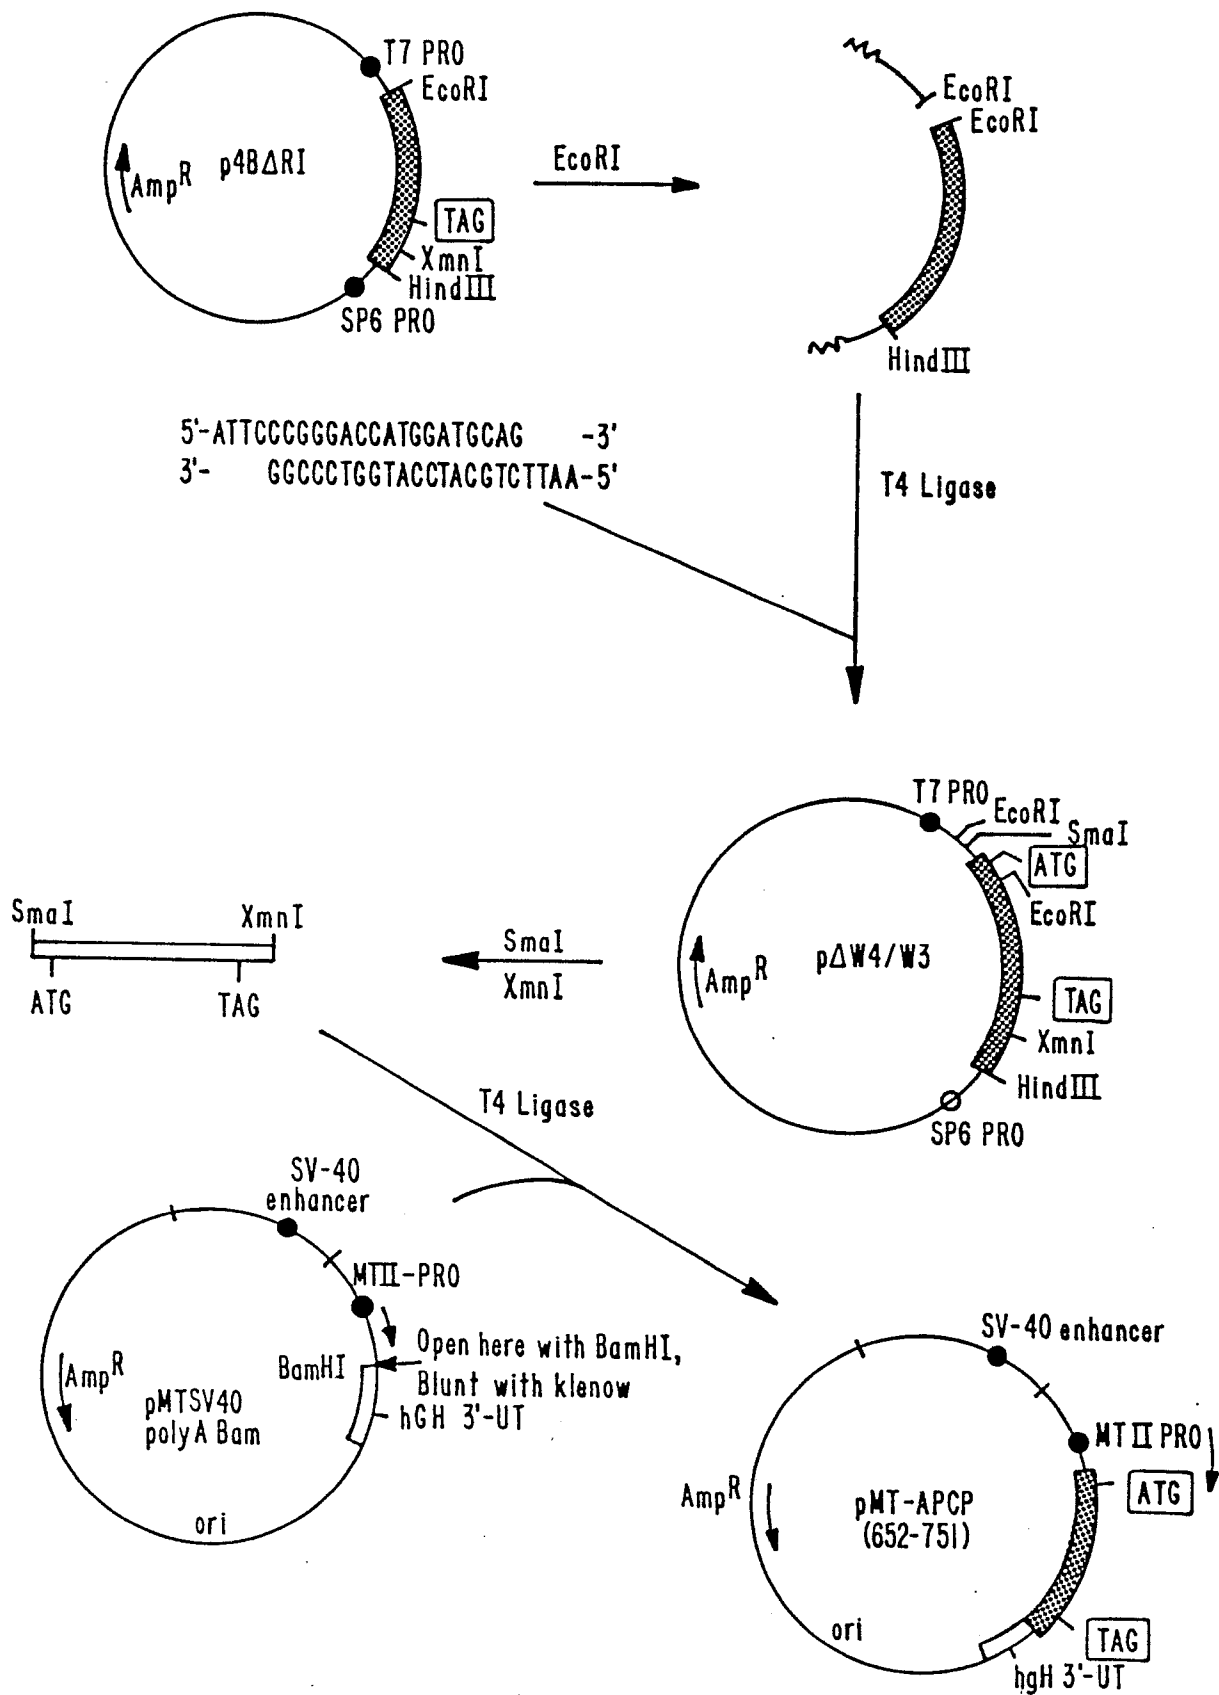 T7 PRO
EcoRI
p4BΔRI
Amp^R
TAG
XmnI
HindIII
SP6 PRO
EcoRI
EcoRI
EcoRI
HindIII
5'-ATTCCCGGGACCATGGATGCAG -3'
3'- GGCCCTGGTACCTACGTCTTAA-5'
T4 Ligase
T7 PRO
EcoRI
SmaI
ATG
EcoRI
pΔW4/W3
Amp^R
TAG
XmnI
HindIII
SP6 PRO
SmaI
XmnI
SmaI
XmnI
ATG
TAG
T4 Ligase
SV-40
enhancer
MTII-PRO
Open here with BamHI,
Blunt with klenow
BamHI
Amp^R
pMTSV40
polyA Bam
hGH 3'-UT
ori
SV-40 enhancer
MTII PRO
ATG
Amp^R
pMT-APCP
(652-751)
ori
TAG
hgH 3'-UT